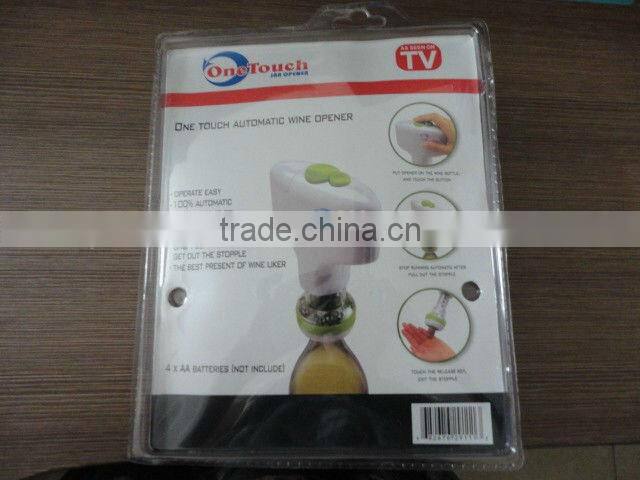 OneTouch
JAR OPENER
AS SEEN ON
TV
ONE TOUCH AUTOMATIC WINE OPENER
PUT OPENER ON THE WINE BOTTLE,
AND TOUCH THE BUTTON
- OPERATE EASY
- 100% AUTOMATIC
trade.china.cn
GET OUT THE STOPPLE
- THE BEST PRESENT OF WINE LIKER
STOP RUNNING AUTOMATIC AFTER
PULL OUT THE STOPPLE
4 X AA BATTERIES (NOT INCLUDE)
TOUCH THE RELEASE KEY,
EXIT THE STOPPLE